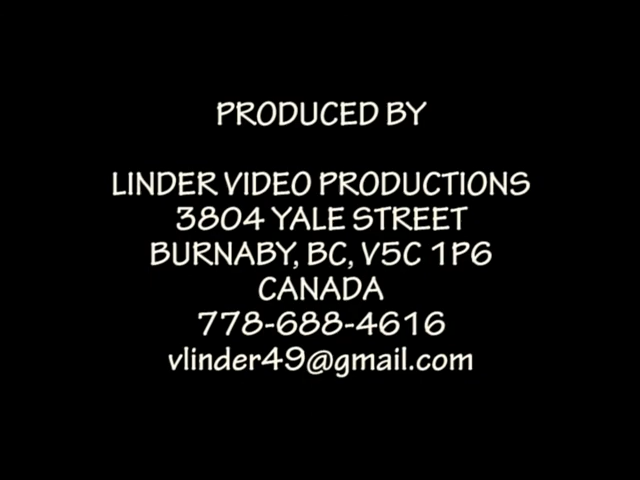 PRODUCED BY
LINDER VIDEO PRODUCTIONS
3804 YALE STREET
BURNABY, BC, V5C 1P6
CANADA
778-688-4616
vlinder49@gmail.com